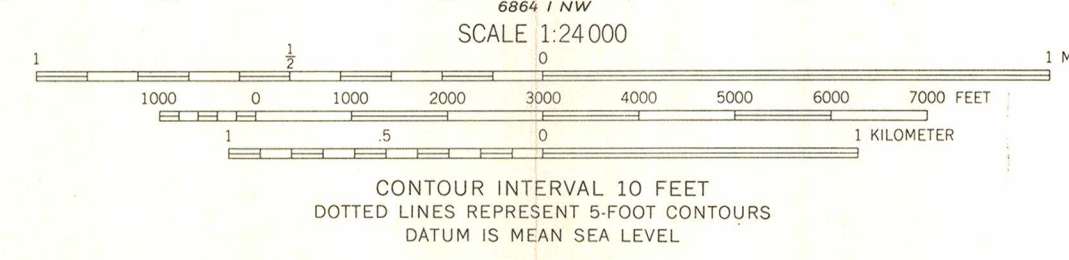 6864 I NW
SCALE 1:24 000
1 1/2 0 1 M
1000 0 1000 2000 3000 4000 5000 6000 7000 FEET
1 .5 0 1 KILOMETER
CONTOUR INTERVAL 10 FEET
DOTTED LINES REPRESENT 5-FOOT CONTOURS
DATUM IS MEAN SEA LEVEL